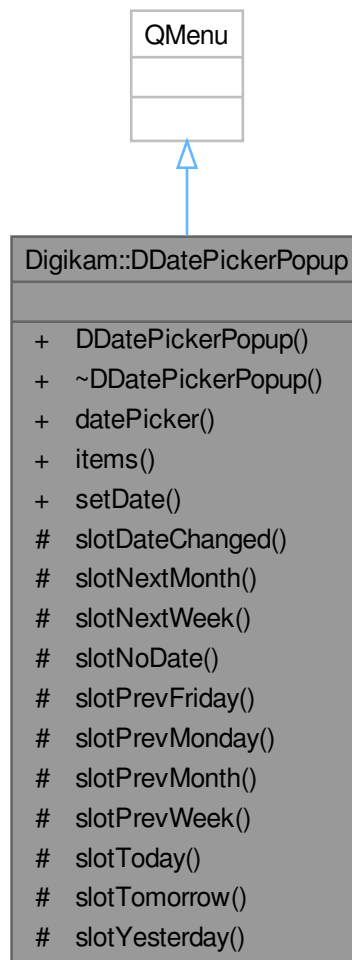 QMenu
Digikam::DDatePickerPopup
+ DDatePickerPopup()
+ ~DDatePickerPopup()
+ datePicker()
+ items()
+ setDate()
# slotDateChanged()
# slotNextMonth()
# slotNextWeek()
# slotNoDate()
# slotPrevFriday()
# slotPrevMonday()
# slotPrevMonth()
# slotPrevWeek()
# slotToday()
# slotTomorrow()
# slotYesterday()